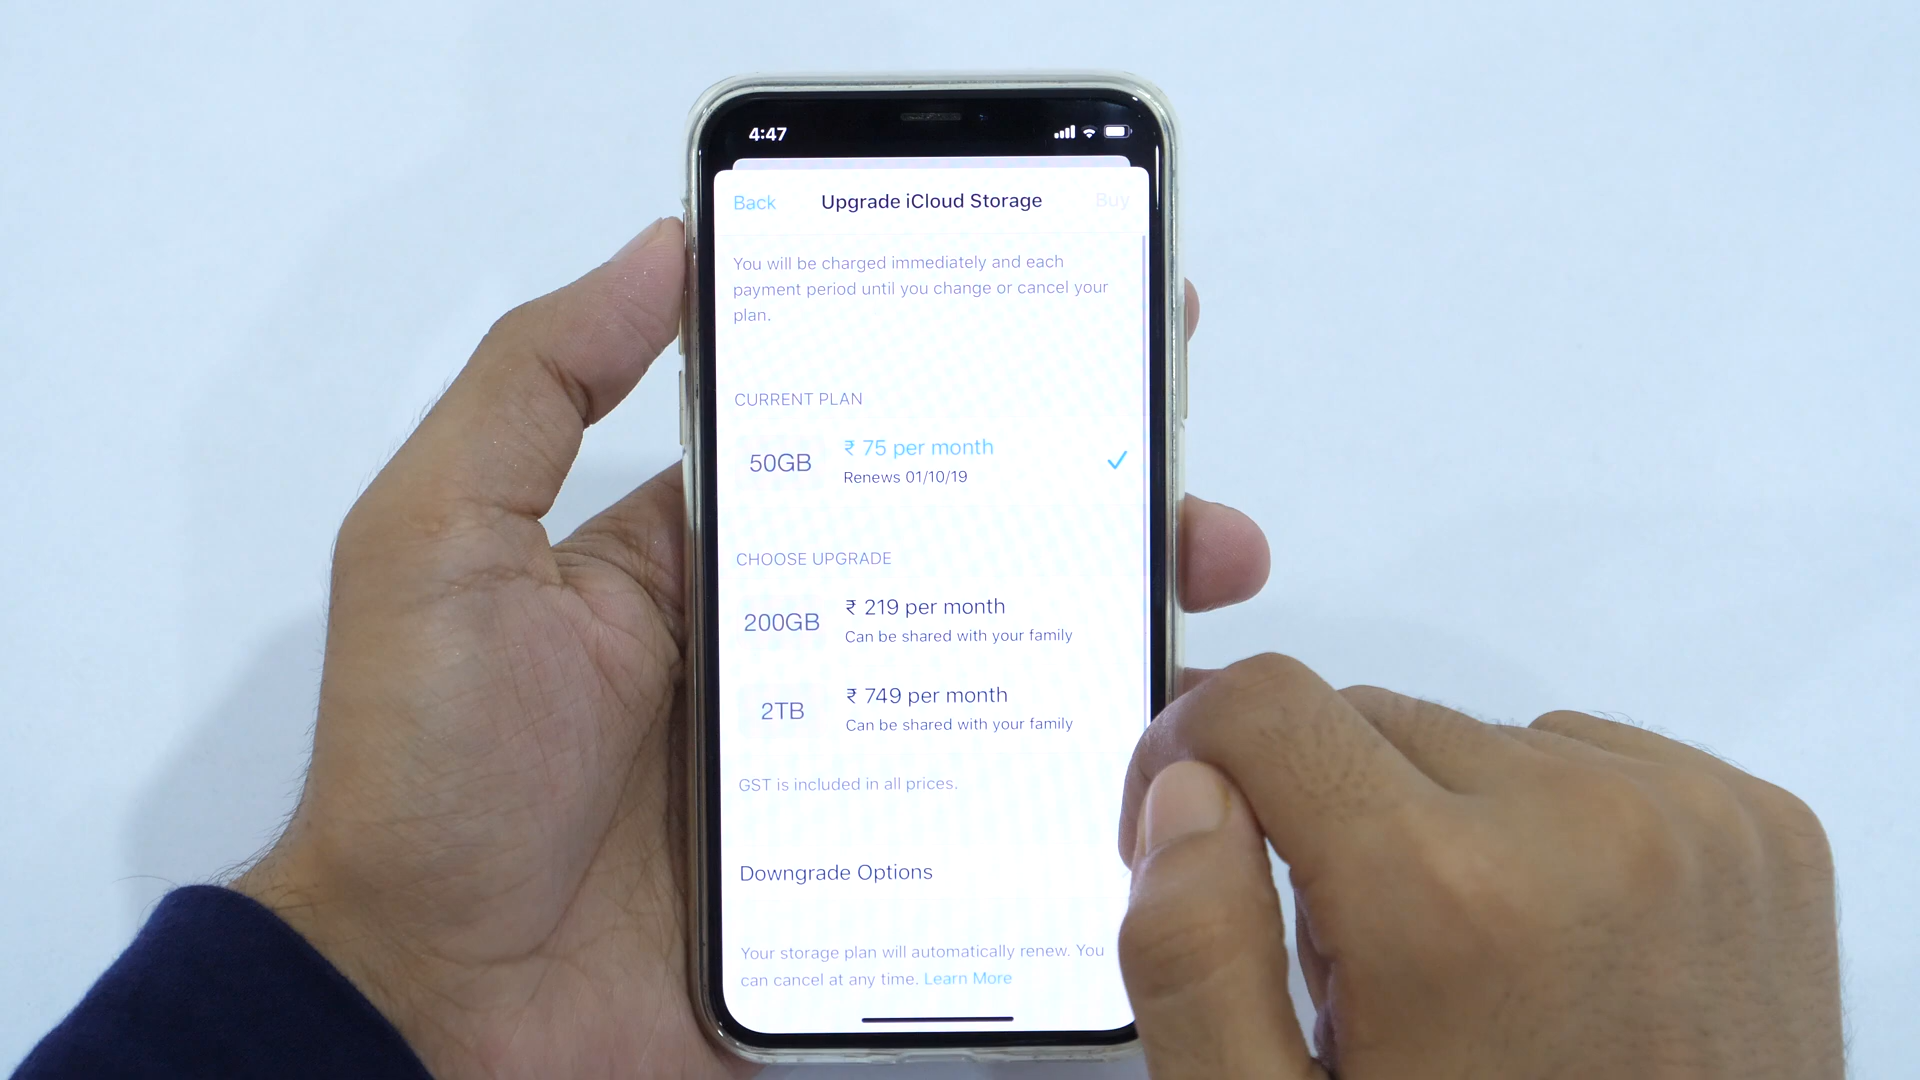 4:47
Back Upgrade iCloud Storage Buy
You will be charged immediately and each
payment period until you change or cancel your
plan.
CURRENT PLAN
50GB
₹ 75 per month
Renews 01/10/19
CHOOSE UPGRADE
200GB
₹ 219 per month
Can be shared with your family
2TB
₹ 749 per month
Can be shared with your family
GST is included in all prices.
Downgrade Options
Your storage plan will automatically renew. You
can cancel at any time. Learn More